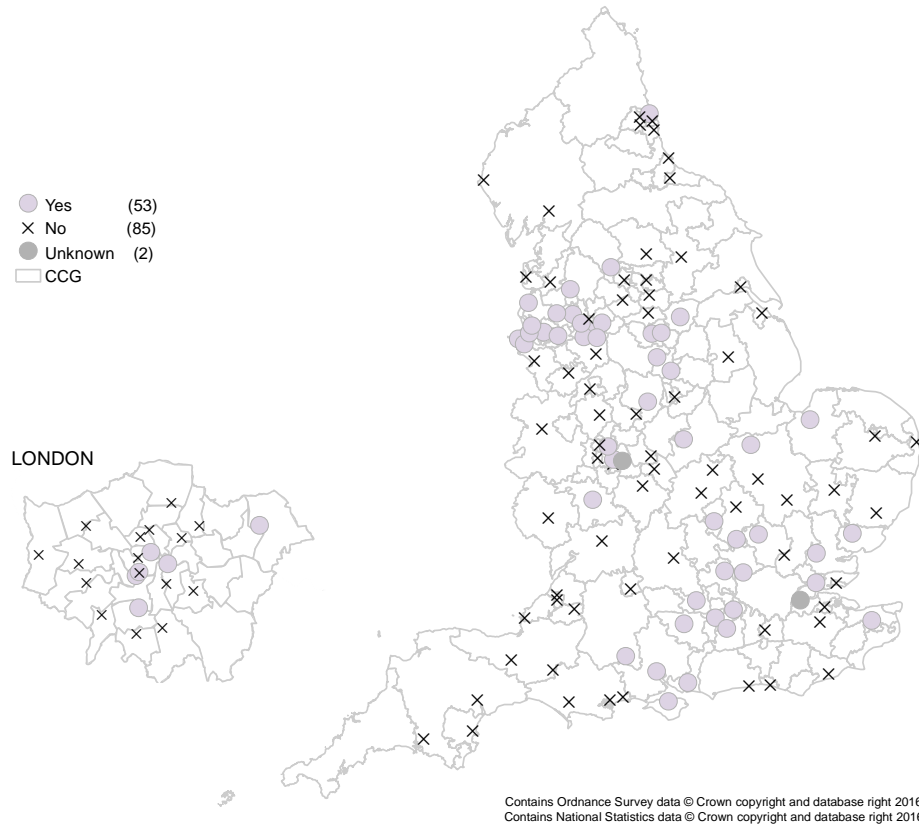 Yes (53)
No (85)
Unknown (2)
CCG
LONDON
Contains Ordnance Survey data © Crown copyright and database right 2016
Contains National Statistics data © Crown copyright and database right 2016